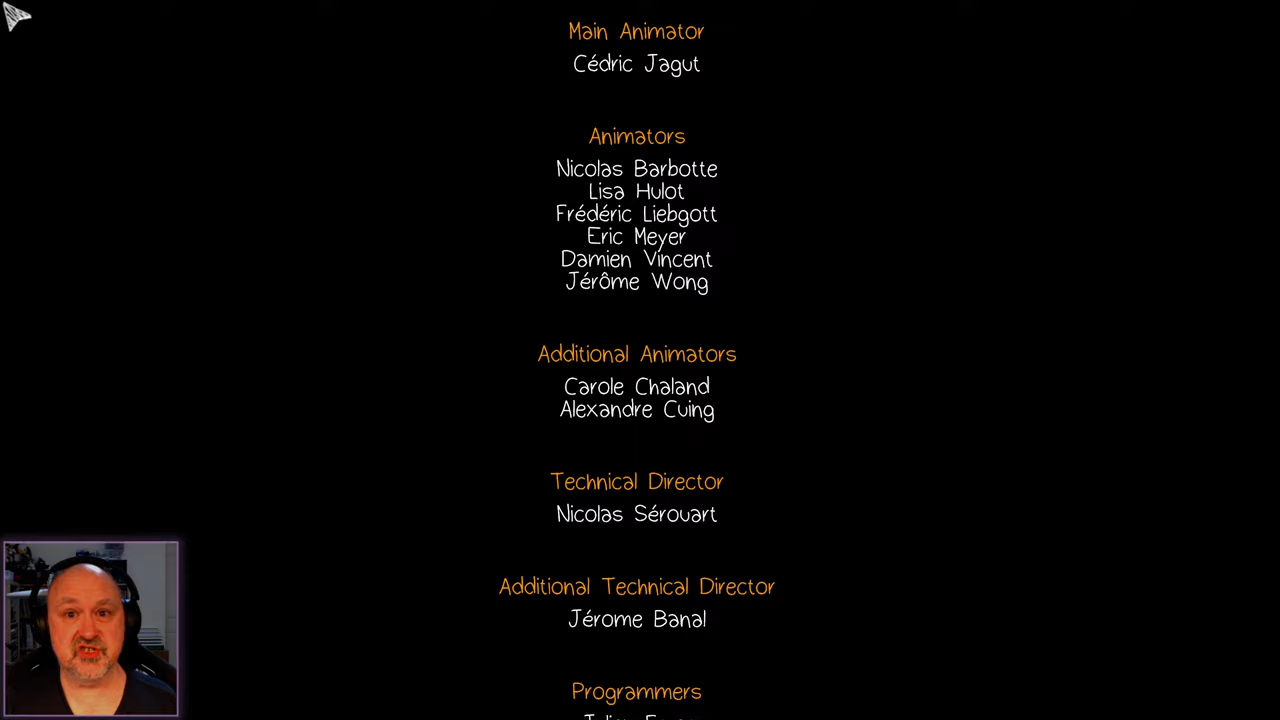 Main Animator
Cédric Jagut
Animators
Nicolas Barbotte
Lisa Hulot
Frédéric Liebgott
Eric Meyer
Damien Vincent
Jérôme Wong
Additional Animators
Carole Chaland
Alexandre Cuing
Technical Director
Nicolas Sérouart
Additional Technical Director
Jérome Banal
Programmers